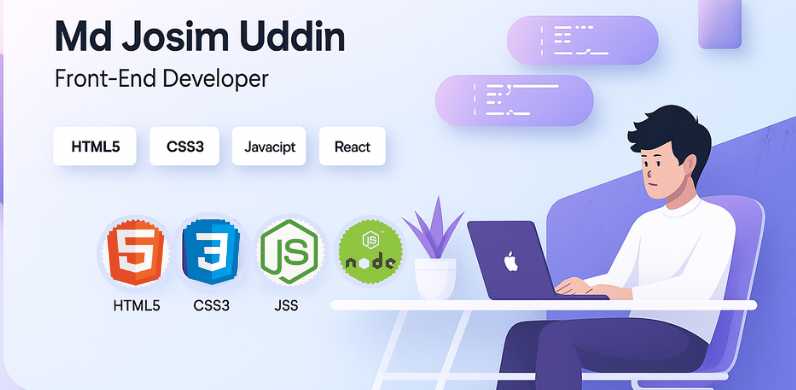 Md Josim Uddin
Front-End Developer
HTML5 CSS3 Javacipt React
5 3 JS JS node
HTML5 CSS3 JSS